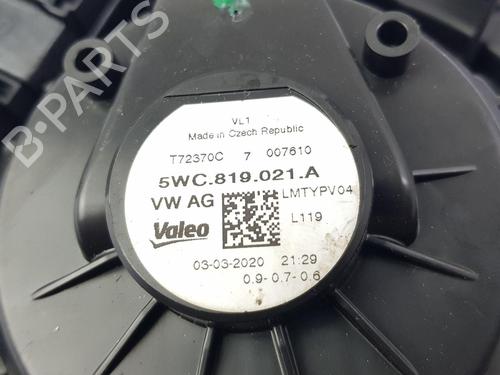 B-PARTS
VL1
Made in Czech Republic
T72370C 7 007610
5WC.819.021.A
VW AG LMTYPV04
Valeo L119
03-03-2020 21:29
0.9-0.7-0.6